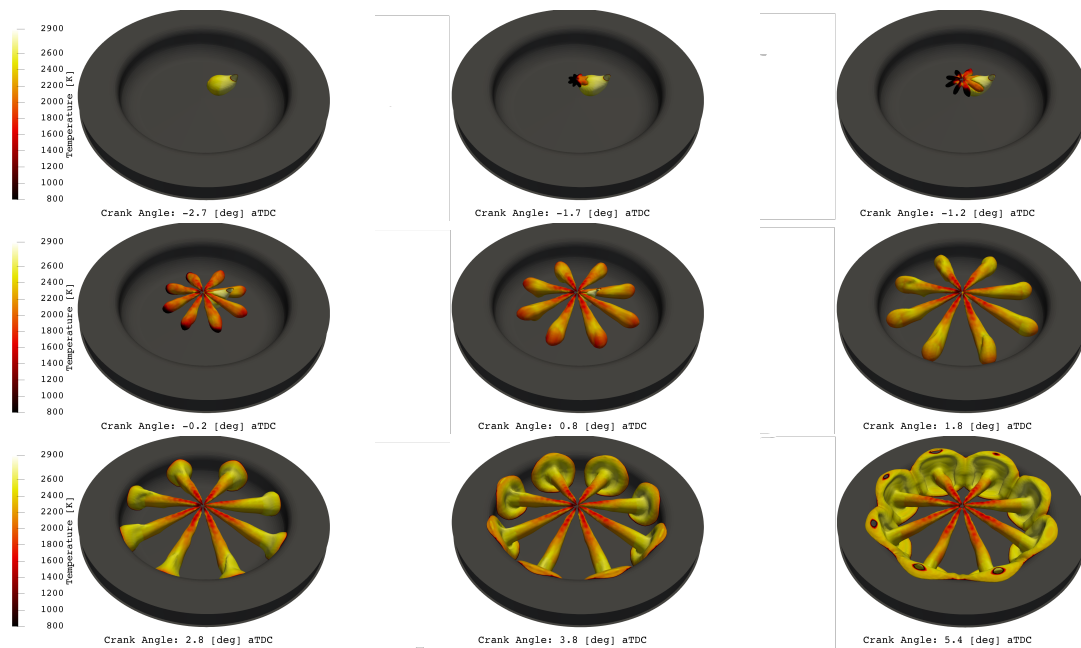 2900
2600
2400
2200
2000
1800
1600
1400
1200
1000
800
Temperature [K]
Crank Angle: -2.7 [deg] aTDC
Crank Angle: -1.7 [deg] aTDC
Crank Angle: -1.2 [deg] aTDC
2900
2600
2400
2200
2000
1800
1600
1400
1200
1000
800
Temperature [K]
Crank Angle: -0.2 [deg] aTDC
Crank Angle: 0.8 [deg] aTDC
Crank Angle: 1.8 [deg] aTDC
2900
2600
2400
2200
2000
1800
1600
1400
1200
1000
800
Temperature [K]
Crank Angle: 2.8 [deg] aTDC
Crank Angle: 3.8 [deg] aTDC
Crank Angle: 5.4 [deg] aTDC